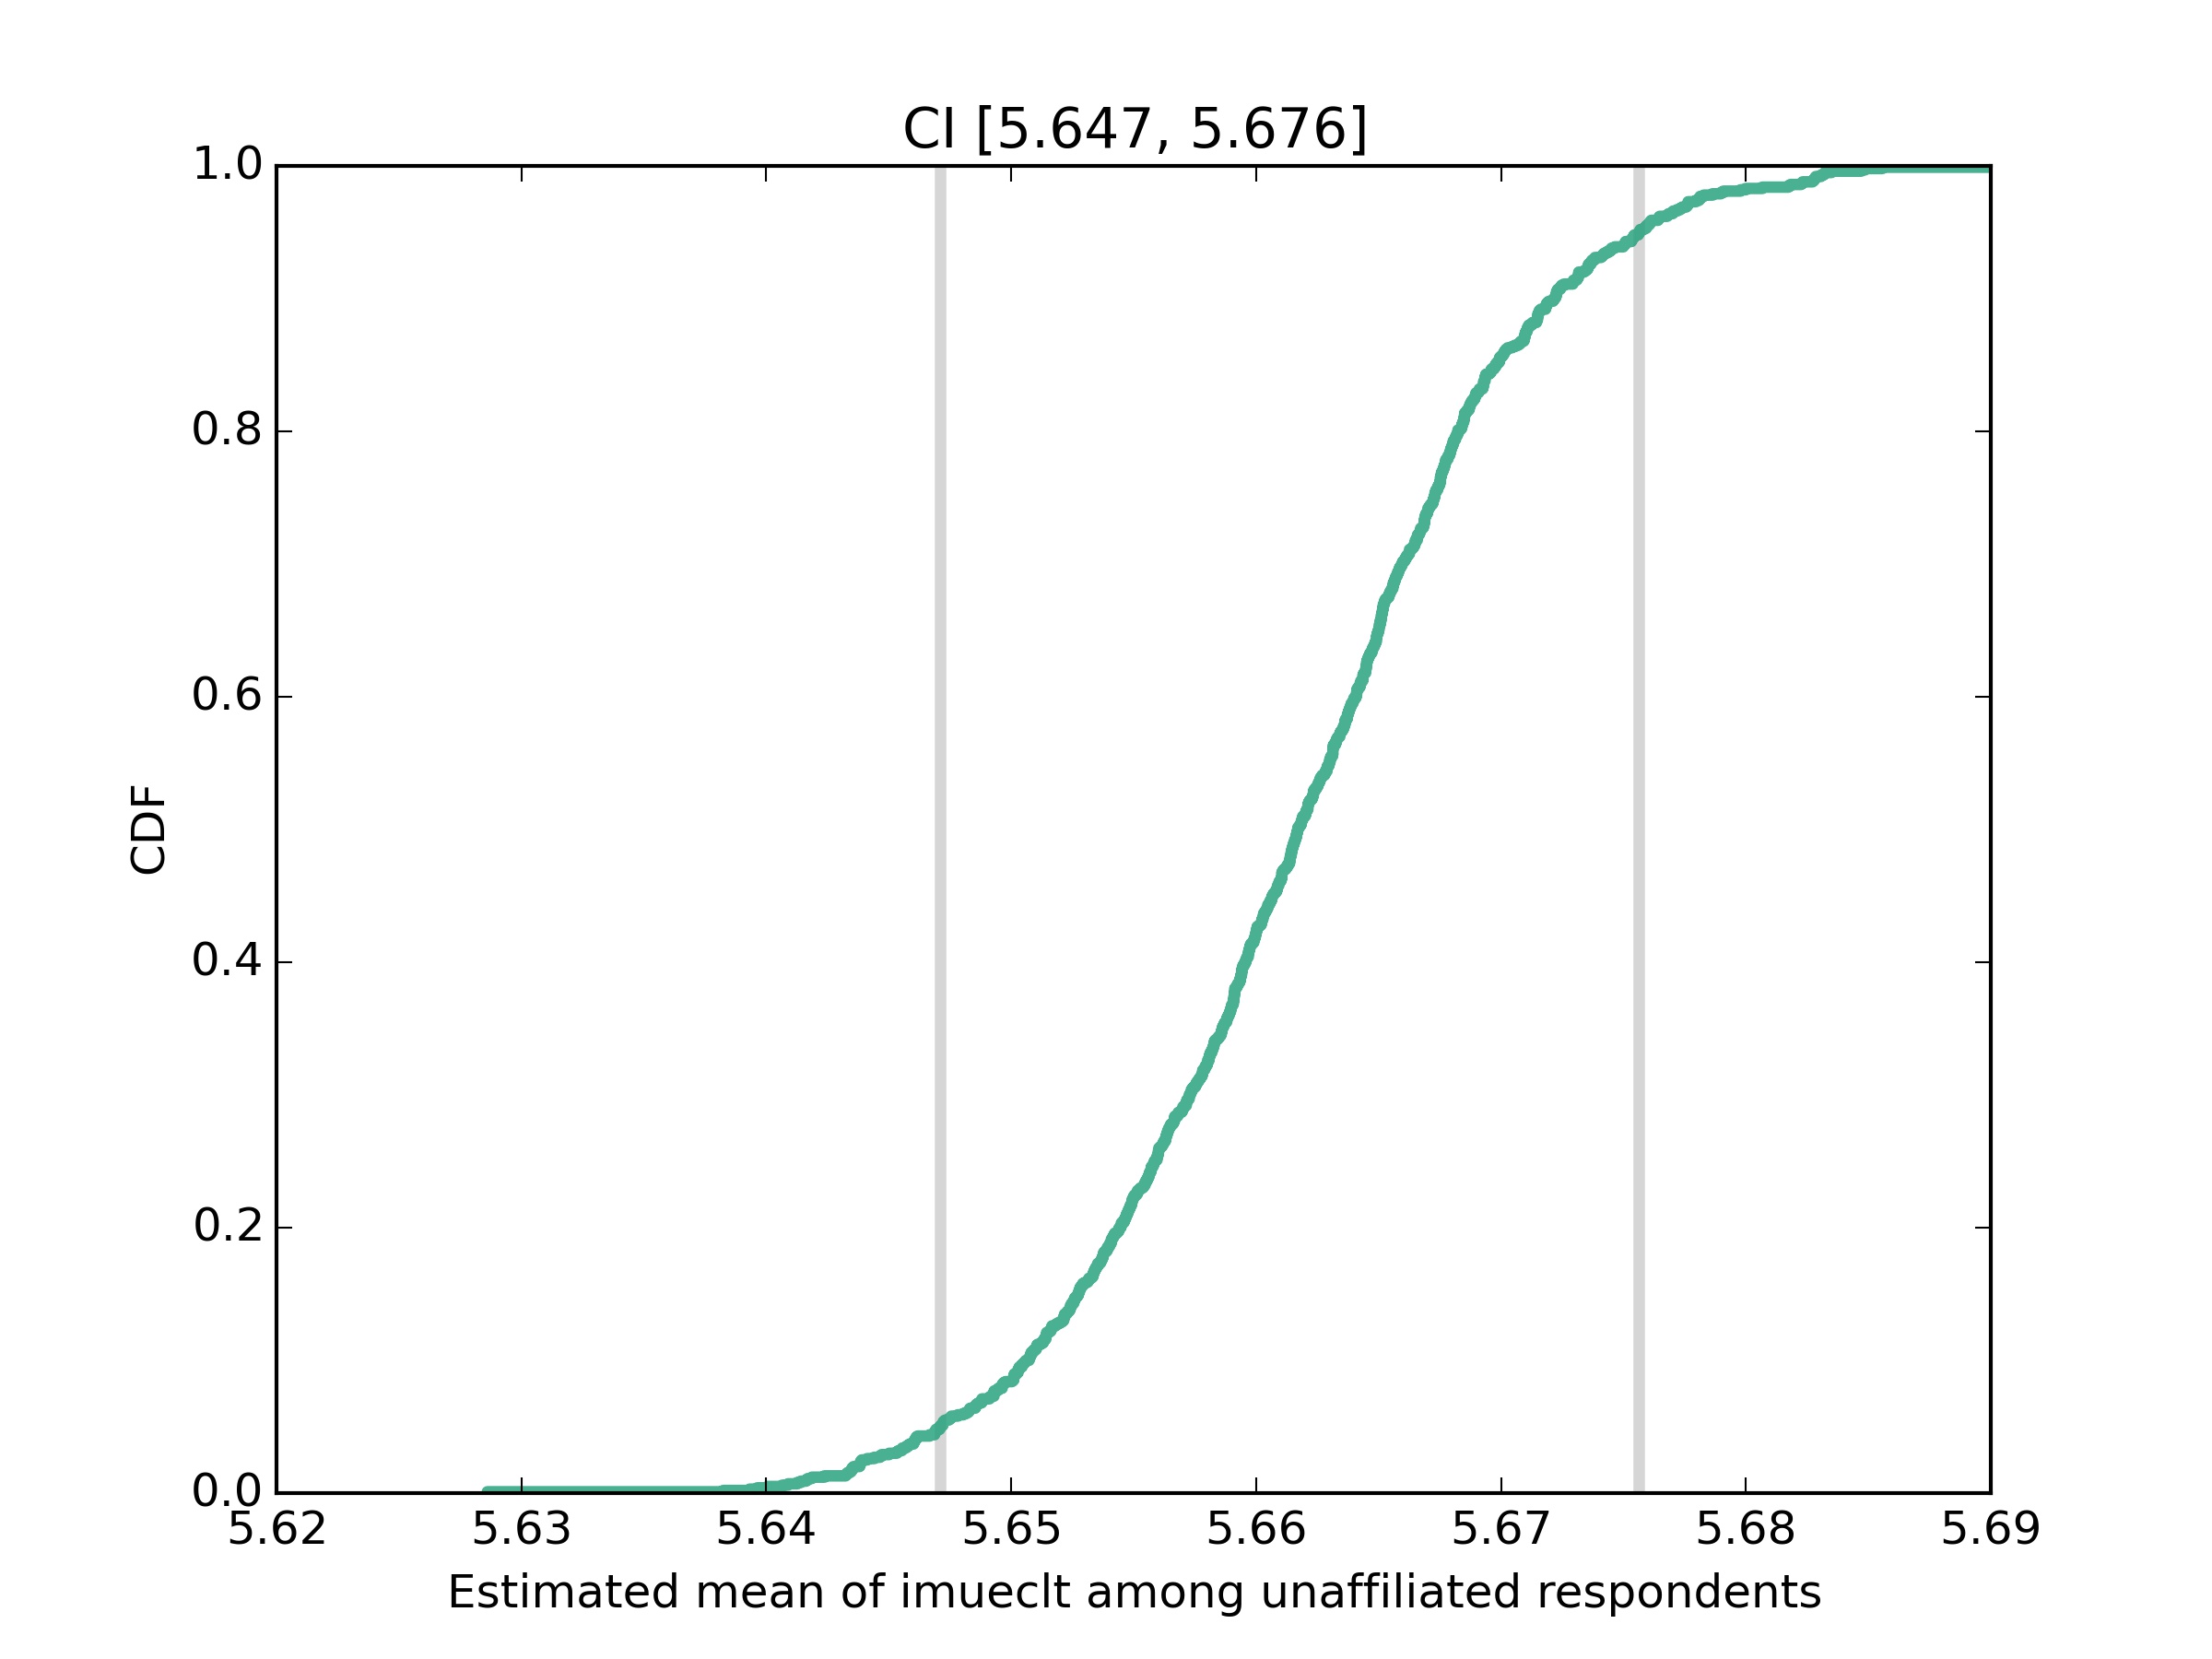 CI [5.647, 5.676]
1.0
0.8
0.6
0.4
0.2
0.0
CDF
5.62 5.63 5.64 5.65 5.66 5.67 5.68 5.69
Estimated mean of imueclt among unaffiliated respondents